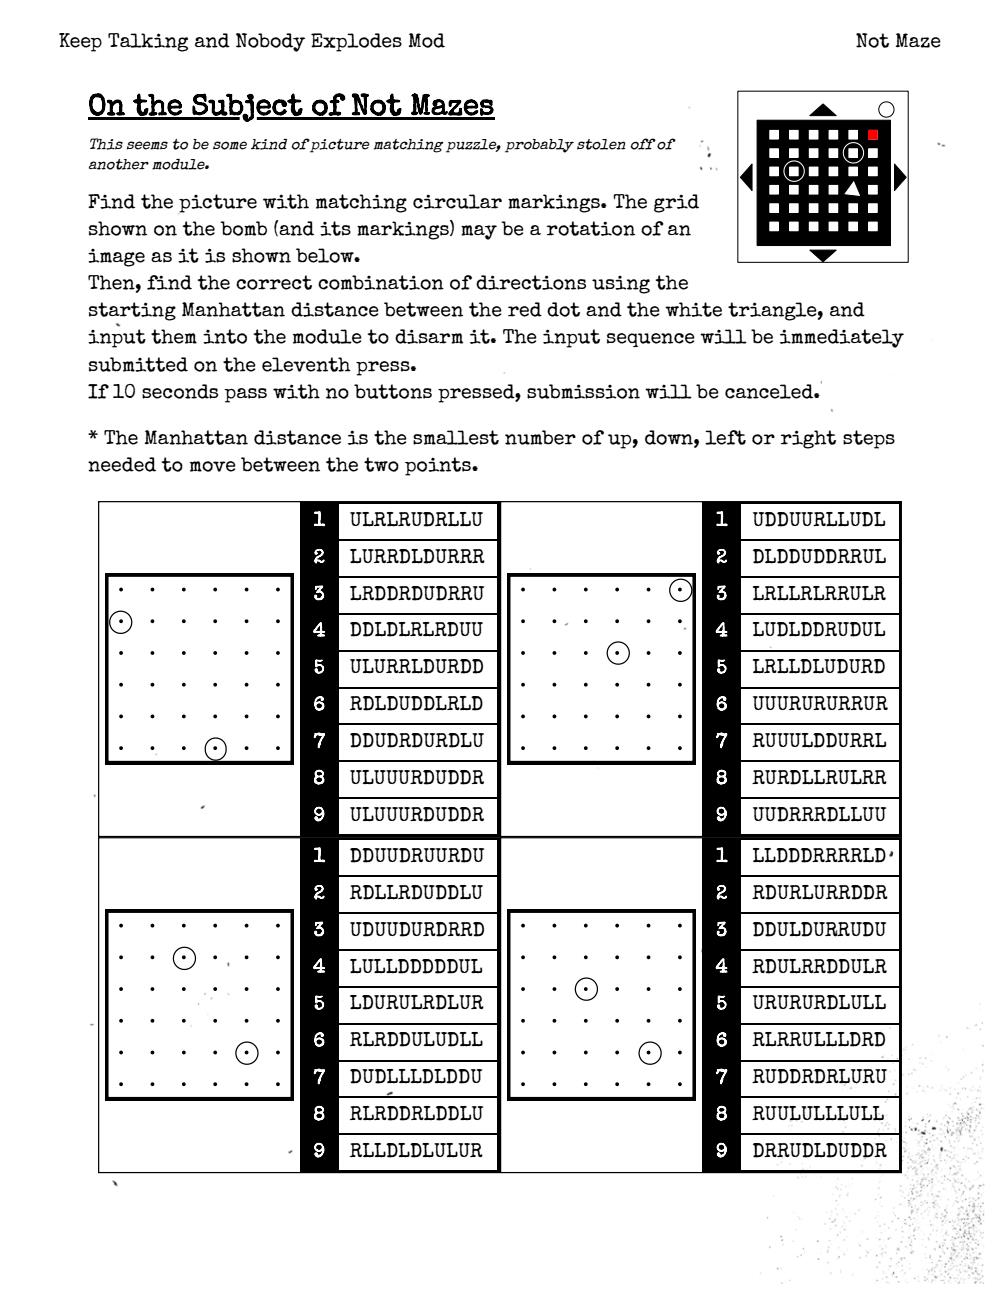 Keep Talking and Nobody Explodes Mod
Not Maze
On the Subject of Not Mazes
This seems to be some kind of picture matching puzzle, probably stolen off of
another module.
Find the picture with matching circular markings. The grid
shown on the bomb (and its markings) may be a rotation of an
image as it is shown below.
Then, find the correct combination of directions using the
starting Manhattan distance between the red dot and the white triangle, and
input them into the module to disarm it. The input sequence will be immediately
submitted on the eleventh press.
If 10 seconds pass with no buttons pressed, submission will be canceled.
* The Manhattan distance is the smallest number of up, down, left or right steps
needed to move between the two points.
1 ULRLRUDRLLU
2 LURRDLDURRR
3 LRDDRDUDRRU
4 DDLDLRLRDUU
5 ULURRLDURDD
6 RDLDUDDLRLD
7 DDUDRDURDLU
8 ULUUURDUDDR
9 ULUUURDUDDR
1 UDDUURLLUDL
2 DLDDUDDRRUL
3 LRLLRLRRULR
4 LUDLDDRUDUL
5 LRLLDLUDURD
6 UUURURURRUR
7 RUUULDDURRL
8 RURDLLRULRR
9 UUDRRRDLLUU
1 DDUUDRUURDU
2 RDLLRDUDDLU
3 UDUUDURDRRD
4 LULLDDDDDUL
5 LDURULRDLUR
6 RLRDDULUDLL
7 DUDLLLDLDDU
8 RLRDDRLDDLU
9 RLLDLDLULUR
1 LLDDDRRRRLD
2 RDURLURRDDR
3 DDULDURRUDU
4 RDULRRDDULR
5 URURURDLULL
6 RLRRULLLDRD
7 RUDDRDRLURU
8 RUULULLLULL
9 DRRUDLDUDDR